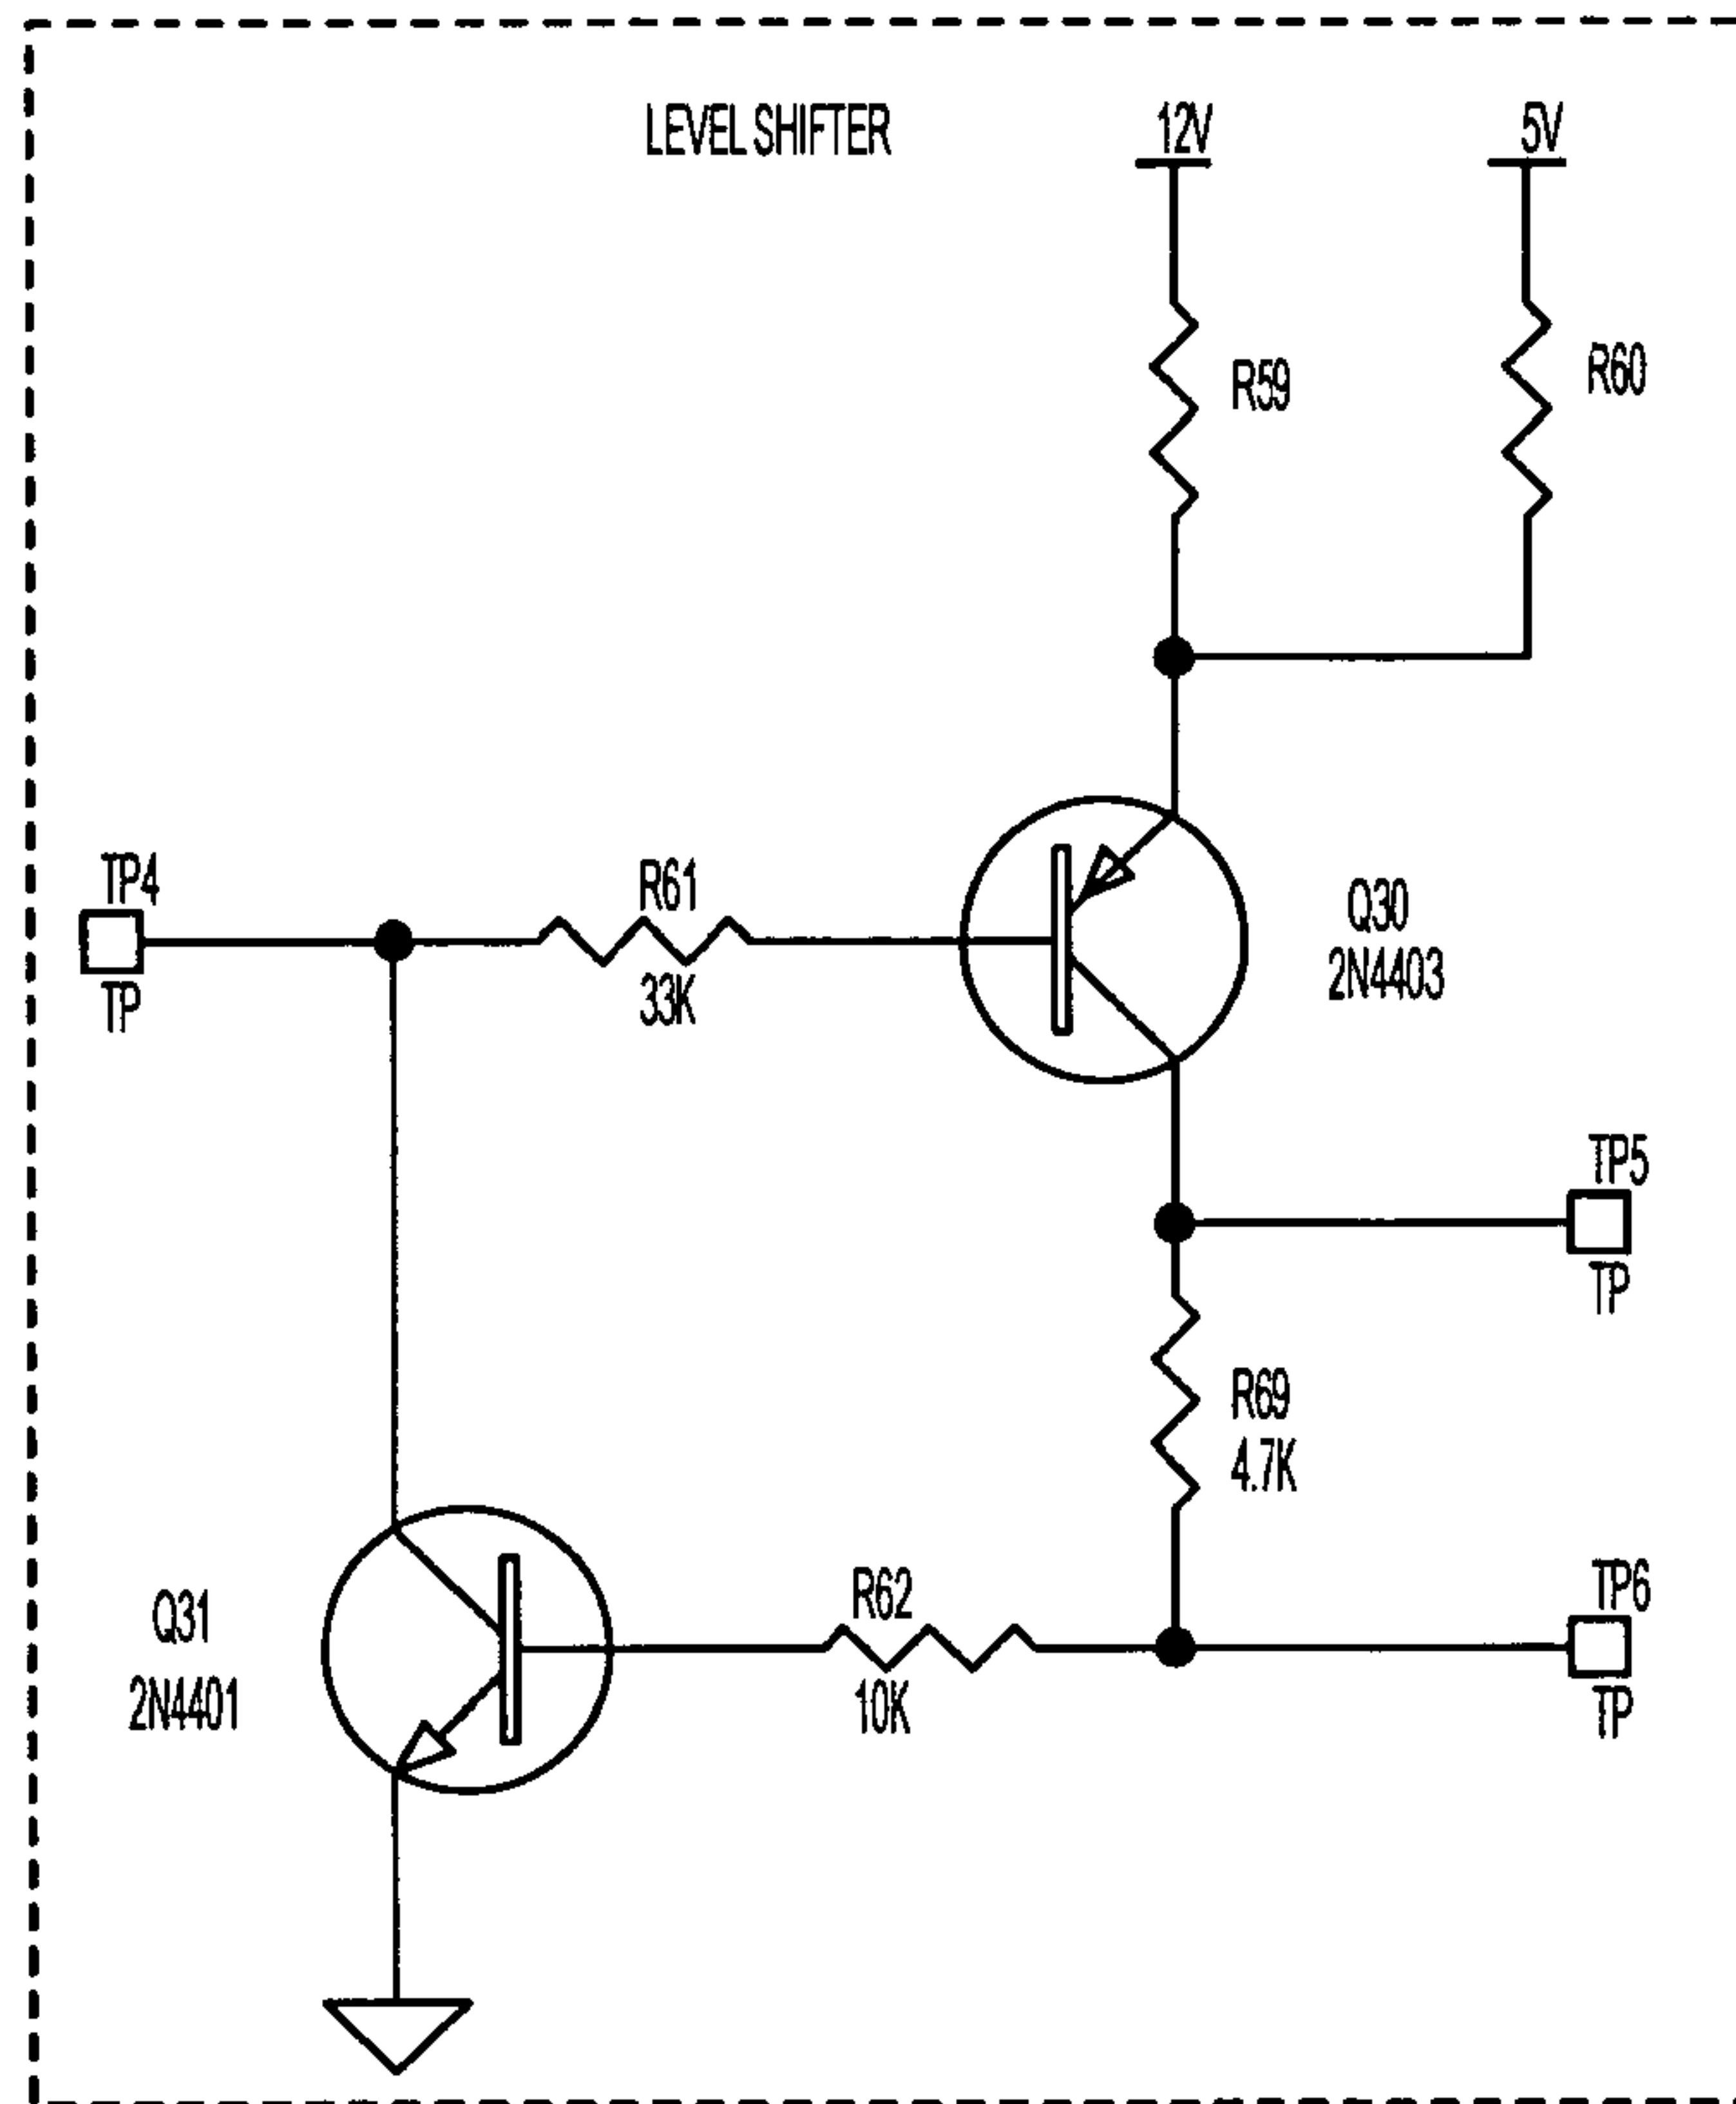 LEVEL SHIFTER
12V
5V
R59
R60
TP4
TP
R61
33K
Q30
2N4403
TP5
TP
R69
4.7K
Q31
2N4401
R62
10K
TP6
TP